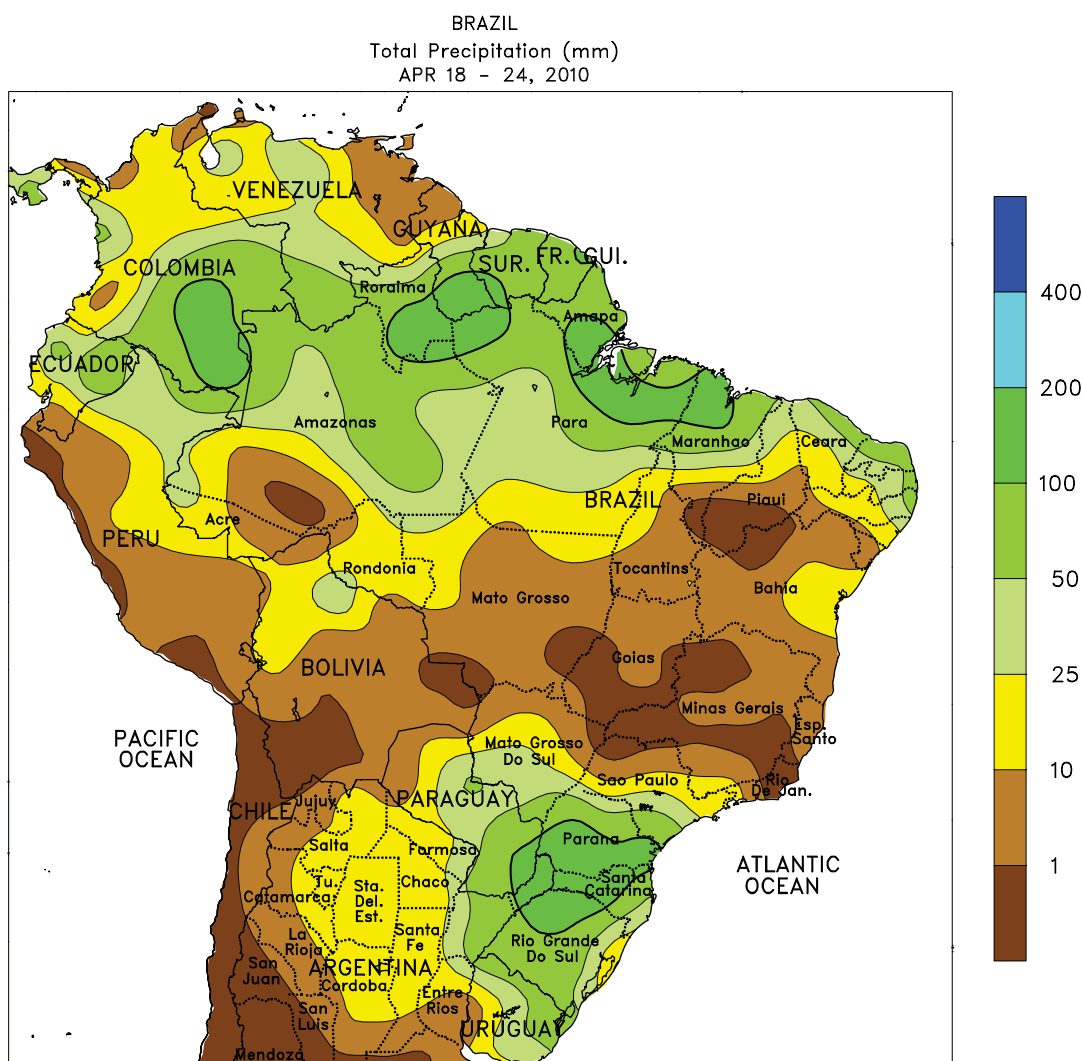 BRAZIL
Total Precipitation (mm)
APR 18 - 24, 2010
VENEZUELA
GUYANA
SUR.
FR. GUI.
COLOMBIA
Roraima
Amapa
ECUADOR
Amazonas
Para
Maranhao
Ceara
BRAZIL
Piaui
Acre
PERU
Rondonia
Tocantins
Mato Grosso
Bahia
Goias
BOLIVIA
Minas Gerais
Esp.
Santo
PACIFIC
OCEAN
Mato Grosso
Do Sul
Sao Paulo
Rio
De Jan.
PARAGUAY
CHILE
Jujuy
Salta
Formosa
Parana
ATLANTIC
OCEAN
Tu.
Sta.
Del.
Est.
Chaco
Santa
Catarina
Catamarca
La
Rioja
Santa
Fe
Rio Grande
Do Sul
San
Juan
ARGENTINA
Cordoba
Entre
Rios
San
Luis
URUGUAY
Mendoza
400
200
100
50
25
10
1